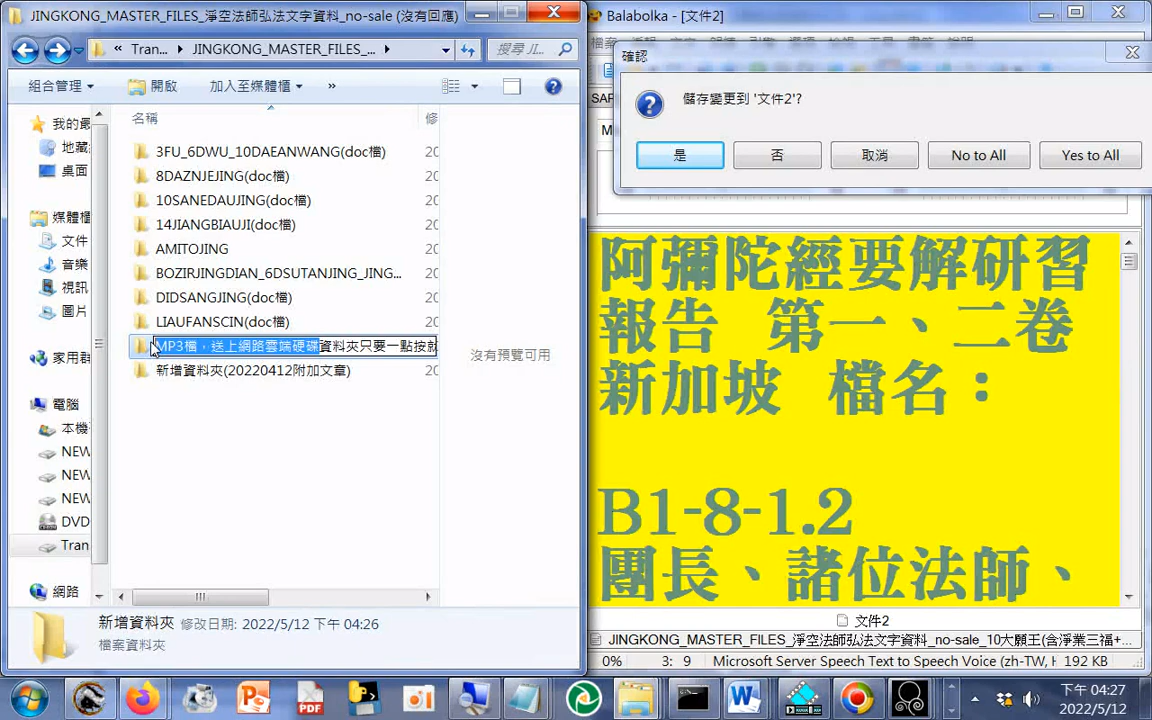 JINGKONG_MASTER_FILES_淨空法師弘法文字資料_no-sale (沒有回應)
« Tran... ▸ JINGKONG_MASTER_FILES_... ▸
搜尋 JI...
組合管理 ▾ 開啟 加入至媒體櫃 ▾ »
名稱
修
我的最
地藏
桌面
媒體櫃
文件
音樂
視訊
圖片
家用群
電腦
本機
NEW
NEW
NEW
DVD
Tran
網路
3FU_6DWU_10DAEANWANG(doc檔)
8DAZNJEJING(doc檔)
10SANEDAUJING(doc檔)
14JIANGBIAUJI(doc檔)
AMITOJING
BOZIRJINGDIAN_6DSUTANJING_JING...
DIDSANGJING(doc檔)
LIAUFANSCIN(doc檔)
MP3檔，送上網路雲端硬碟資料夾只要一點按就
新增資料夾(20220412附加文章)
20
20
20
20
20
20
20
20
20
沒有預覽可用
新增資料夾 修改日期: 2022/5/12 下午 04:26
檔案資料夾
Balabolka - [文件2]
確認
儲存變更到 '文件2'?
是
否
取消
No to All
Yes to All
SAP
M
阿彌陀經要解研習
報告 第一、二卷
新加坡 檔名：
B1-8-1.2
團長、諸位法師、
文件2
JINGKONG_MASTER_FILES_淨空法師弘法文字資料_no-sale_10大願王(含淨業三福+...
0% 3: 9 Microsoft Server Speech Text to Speech Voice (zh-TW, H 192 KB
下午 04:27
2022/5/12